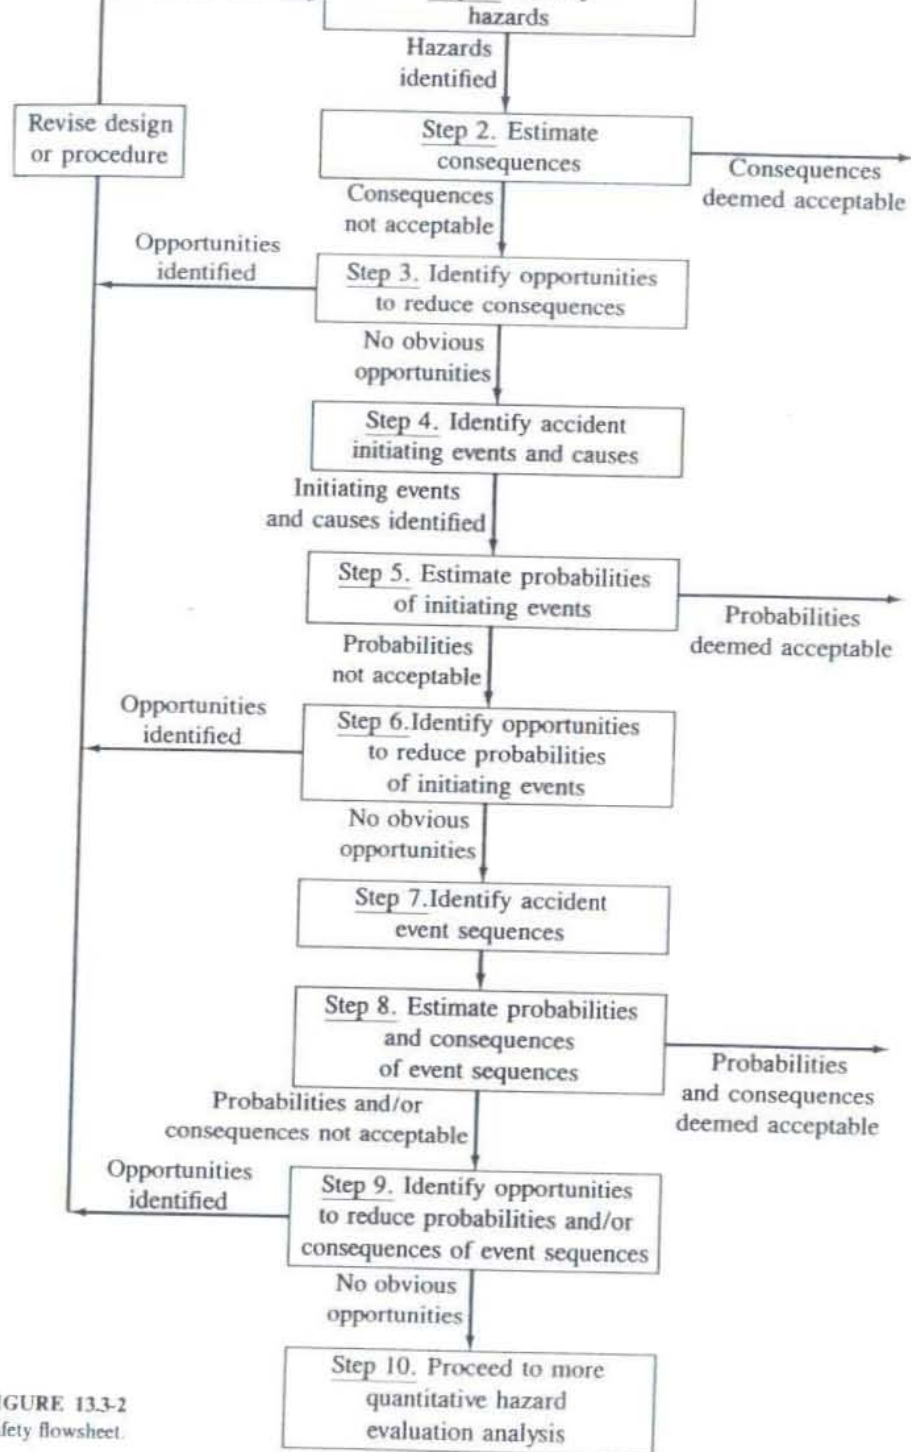 hazards
Hazards
identified
Revise design
or procedure
Step 2. Estimate
consequences
Consequences
deemed acceptable
Consequences
not acceptable
Opportunities
identified
Step 3. Identify opportunities
to reduce consequences
No obvious
opportunities
Step 4. Identify accident
initiating events and causes
Initiating events
and causes identified
Step 5. Estimate probabilities
of initiating events
Probabilities
deemed acceptable
Probabilities
not acceptable
Opportunities
identified
Step 6.Identify opportunities
to reduce probabilities
of initiating events
No obvious
opportunities
Step 7.Identify accident
event sequences
Step 8. Estimate probabilities
and consequences
of event sequences
Probabilities
and consequences
deemed acceptable
Probabilities and/or
consequences not acceptable
Opportunities
identified
Step 9. Identify opportunities
to reduce probabilities and/or
consequences of event sequences
No obvious
opportunities
Step 10. Proceed to more
quantitative hazard
evaluation analysis
IGURE 13.3-2
fety flowsheet.